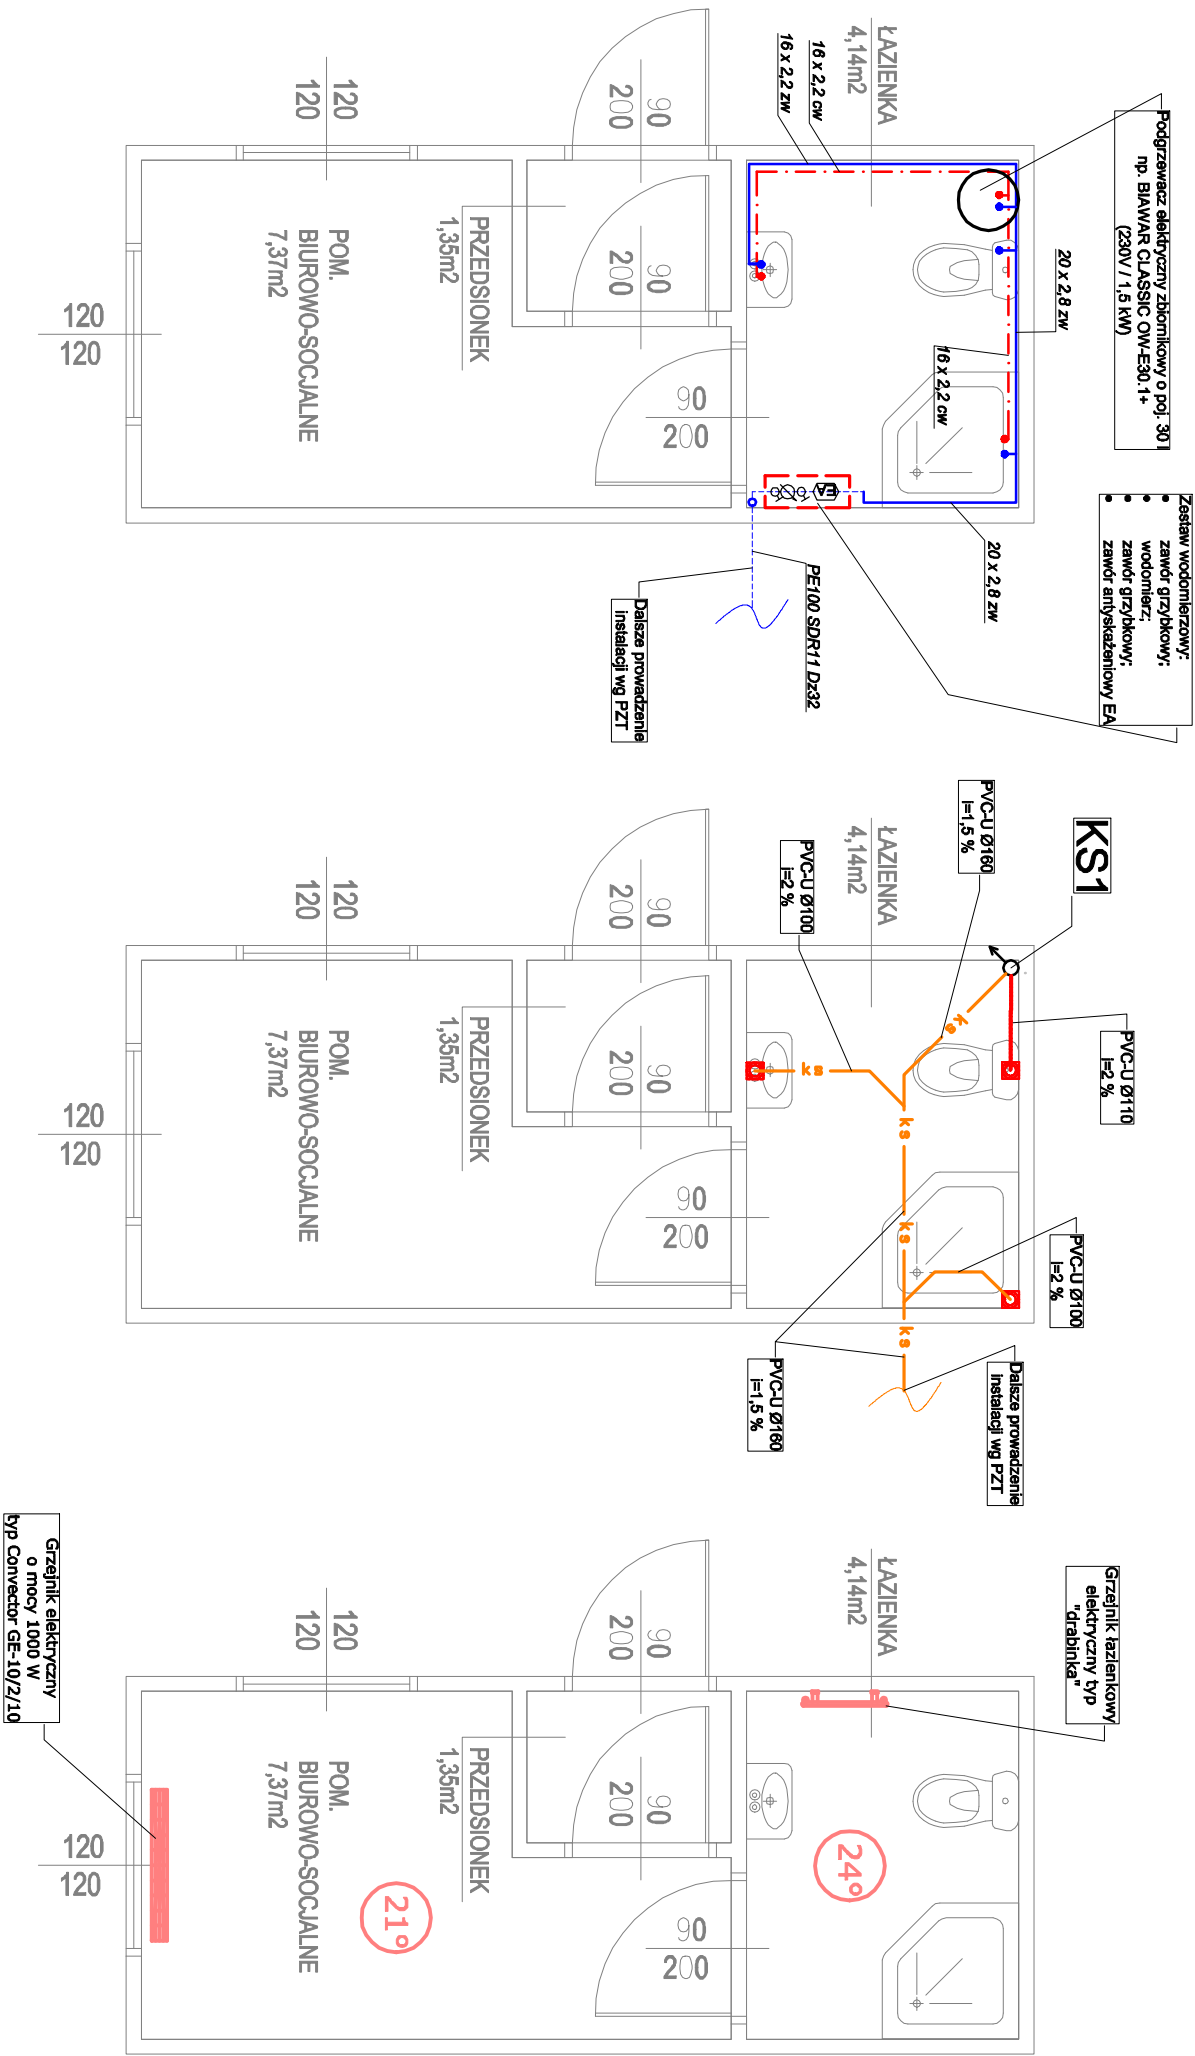 Podgrzewacz elektryczny zbiornikowy o poj. 30 l
np. BIAWAR CLASSIC OW-E30.1+
(230V / 1,5 kW)
Zestaw wodomierzowy:
• zawór grzybkowy;
• wodomierz;
• zawór grzybkowy;
• zawór antyskażeniowy EA
ŁAZIENKA
4,14m2
16 x 2,2 cw
16 x 2,2 zw
20 x 2,8 zw
16 x 2,2 cw
20 x 2,8 zw
EA
PE100 SDR11 Dz32
Dalsze prowadzenie
instalacji wg PZT
90
200
90
200
90
200
PRZEDSIONEK
1,35m2
120
120
POM.
BIUROWO-SOCJALNE
7,37m2
120
120
KS1
PVC-U Ø160
i=1,5 %
PVC-U Ø110
i=2 %
PVC-U Ø100
i=2 %
PVC-U Ø100
i=2 %
PVC-U Ø160
i=1,5 %
Dalsze prowadzenie
instalacji wg PZT
ŁAZIENKA
4,14m2
ks
ks
ks
ks
ks
90
200
90
200
90
200
PRZEDSIONEK
1,35m2
120
120
POM.
BIUROWO-SOCJALNE
7,37m2
120
120
Grzejnik łazienkowy
elektryczny typ
"drabinka"
ŁAZIENKA
4,14m2
24°
90
200
90
200
90
200
PRZEDSIONEK
1,35m2
21°
120
120
POM.
BIUROWO-SOCJALNE
7,37m2
120
120
Grzejnik elektryczny
o mocy 1000 W
typ Convector GE-10/2/10